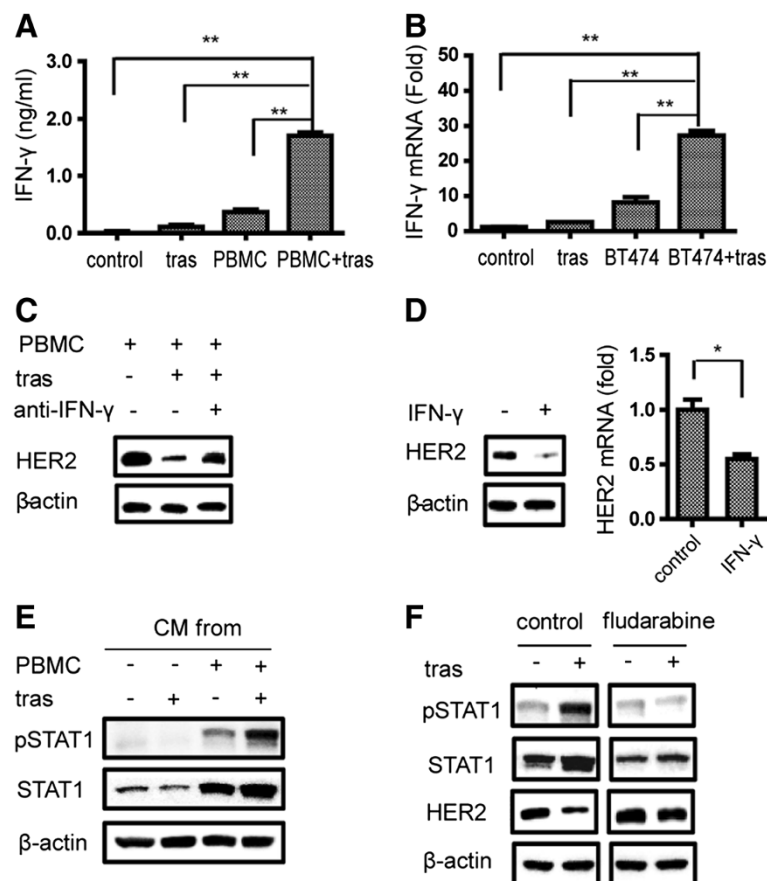 A
IFN-γ (ng/ml)
3.0
2.0
1.0
0.0
**
**
**
control tras PBMC PBMC+tras
B
IFN-γ mRNA (Fold)
50
40
30
20
10
0
**
**
**
control tras BT474 BT474+tras
C
PBMC + + +
tras - + +
anti-IFN-γ - - +
HER2
β-actin
D
IFN-γ - +
HER2
β-actin
HER2 mRNA (fold)
1.5
1.0
0.5
0.0
*
control IFN-γ
E
CM from
PBMC - - + +
tras - + - +
pSTAT1
STAT1
β-actin
F
control fludarabine
tras - + - +
pSTAT1
STAT1
HER2
β-actin